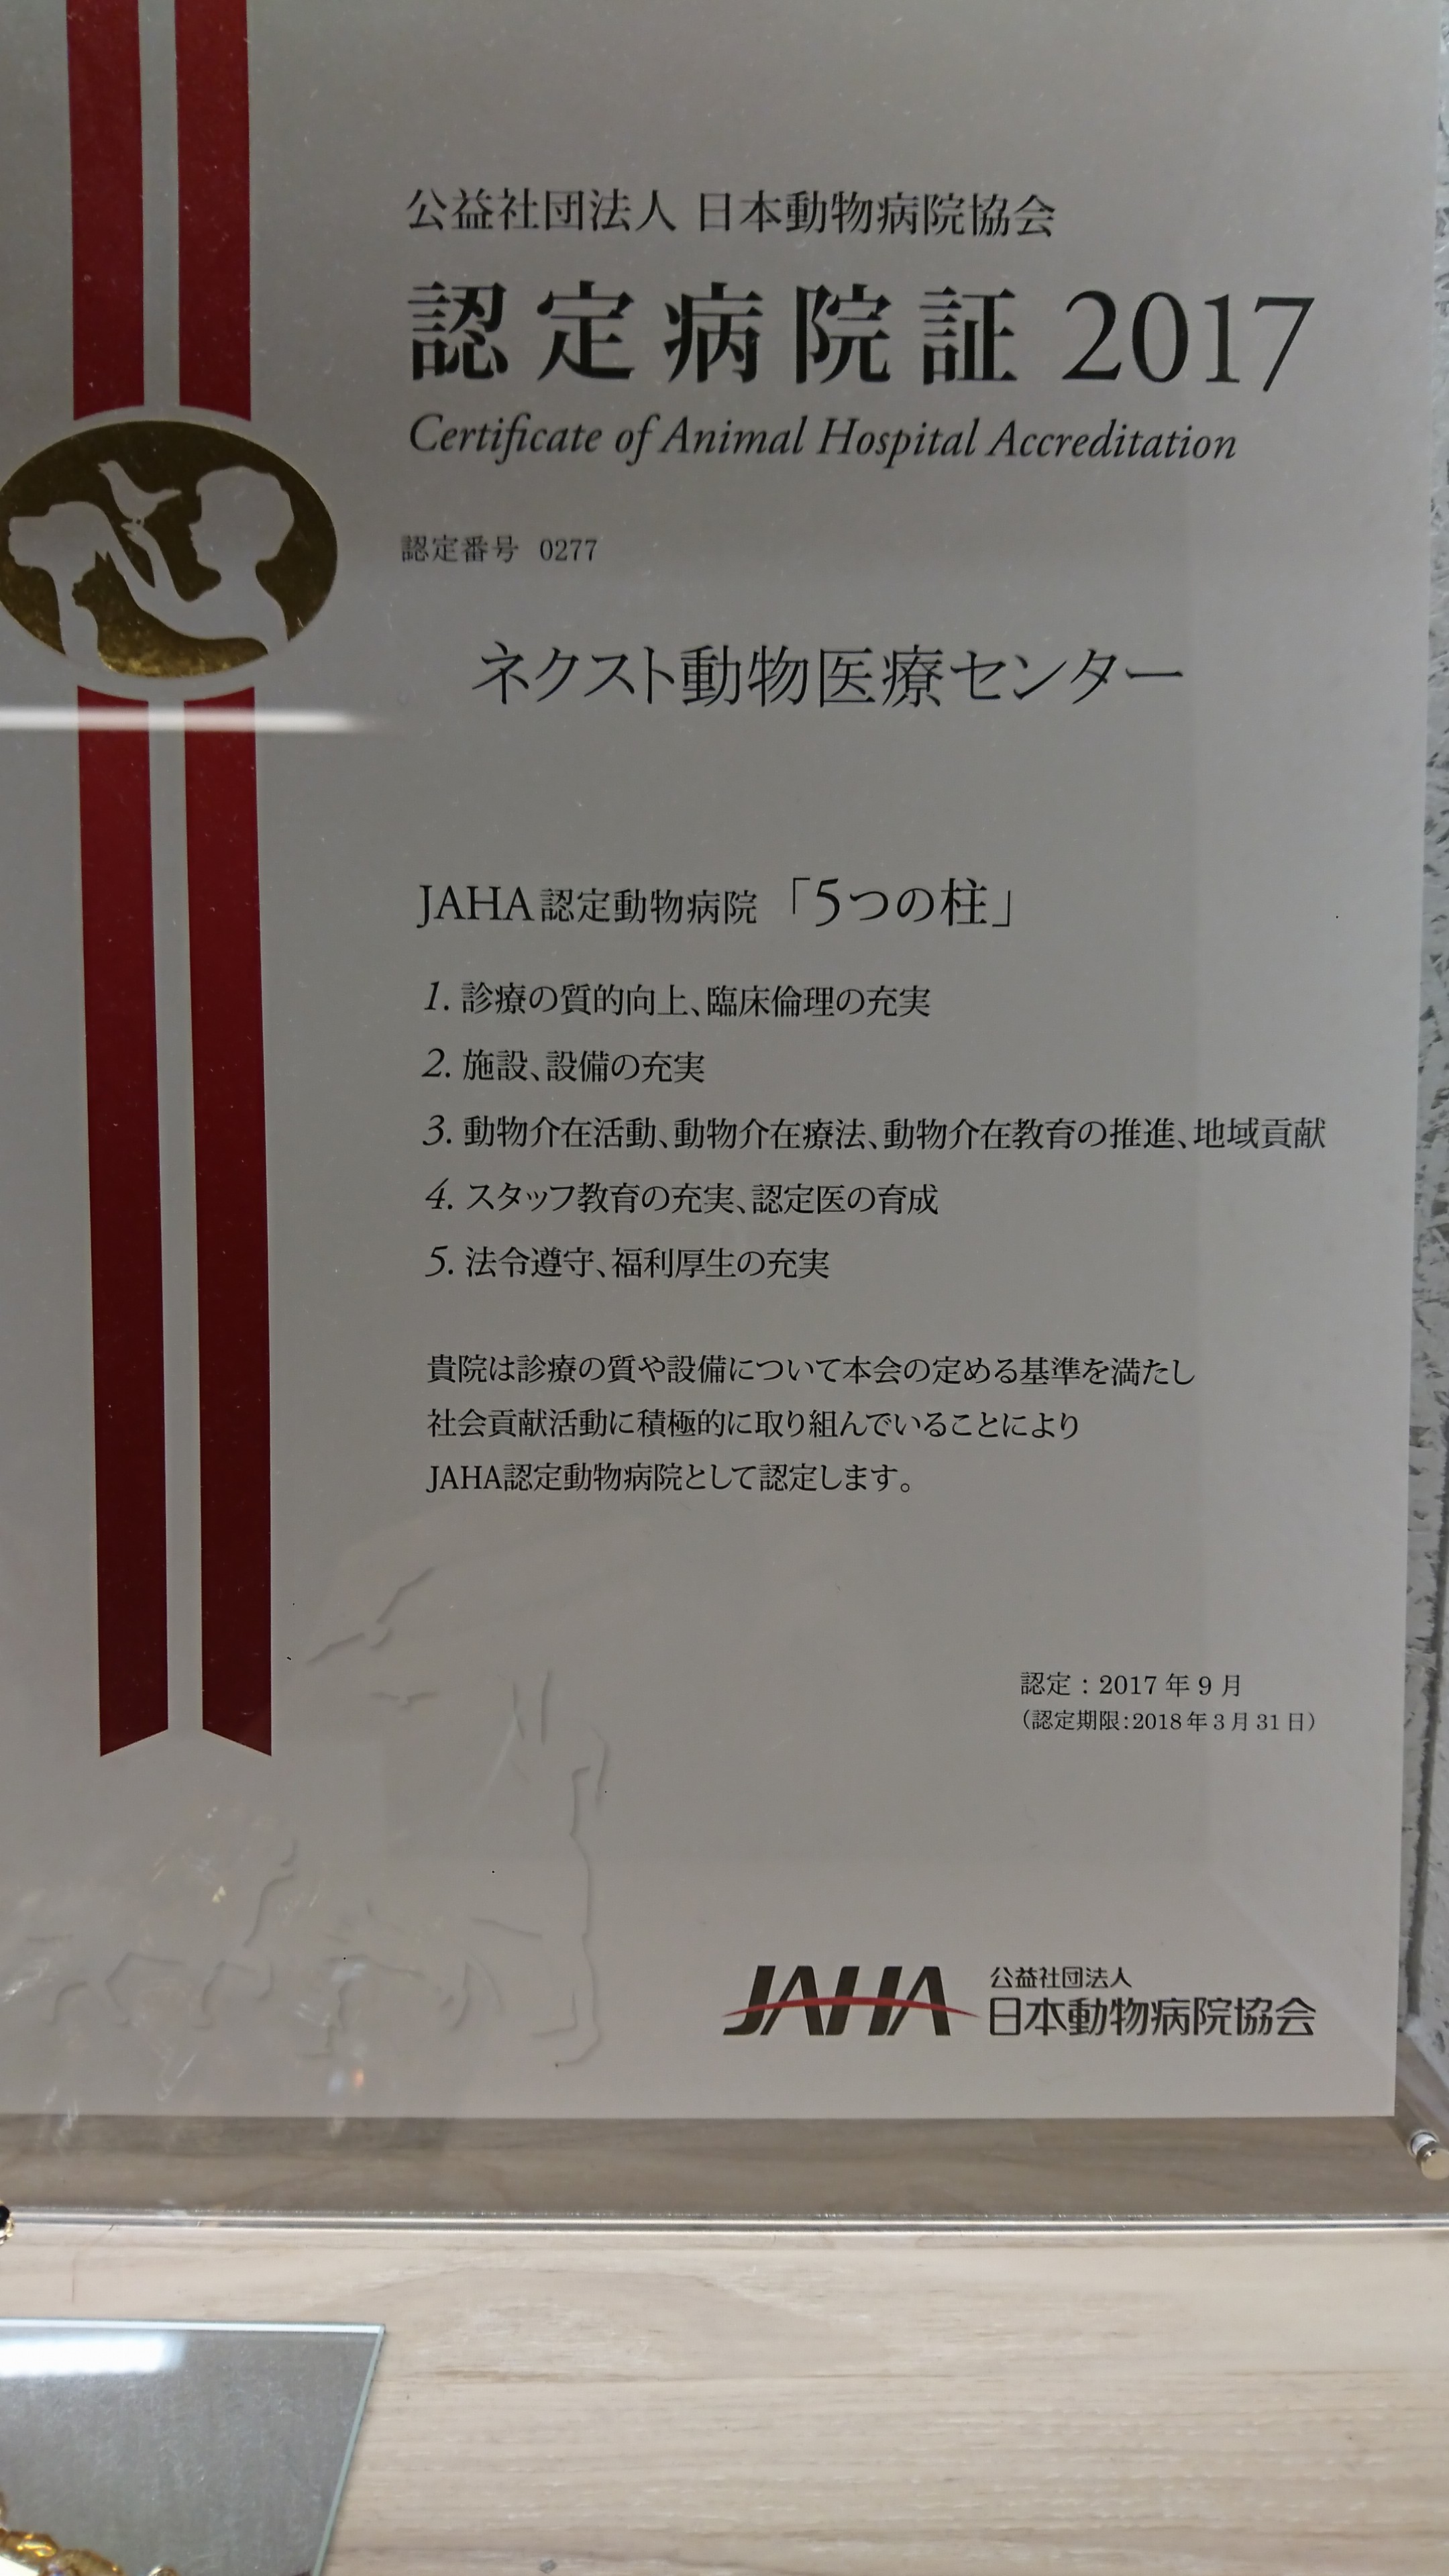 公益社団法人 日本動物病院協会
認定病院証 2017
Certificate of Animal Hospital Accreditation
認定番号 0277
ネクスト動物医療センター
JAHA認定動物病院「5つの柱」
1. 診療の質的向上、臨床倫理の充実
2. 施設、設備の充実
3. 動物介在活動、動物介在療法、動物介在教育の推進、地域貢献
4. スタッフ教育の充実、認定医の育成
5. 法令遵守、福利厚生の充実
貴院は診療の質や設備について本会の定める基準を満たし
社会貢献活動に積極的に取り組んでいることにより
JAHA認定動物病院として認定します。
認定：2017年9月
（認定期限：2018年3月31日）
JAHA 公益社団法人
日本動物病院協会